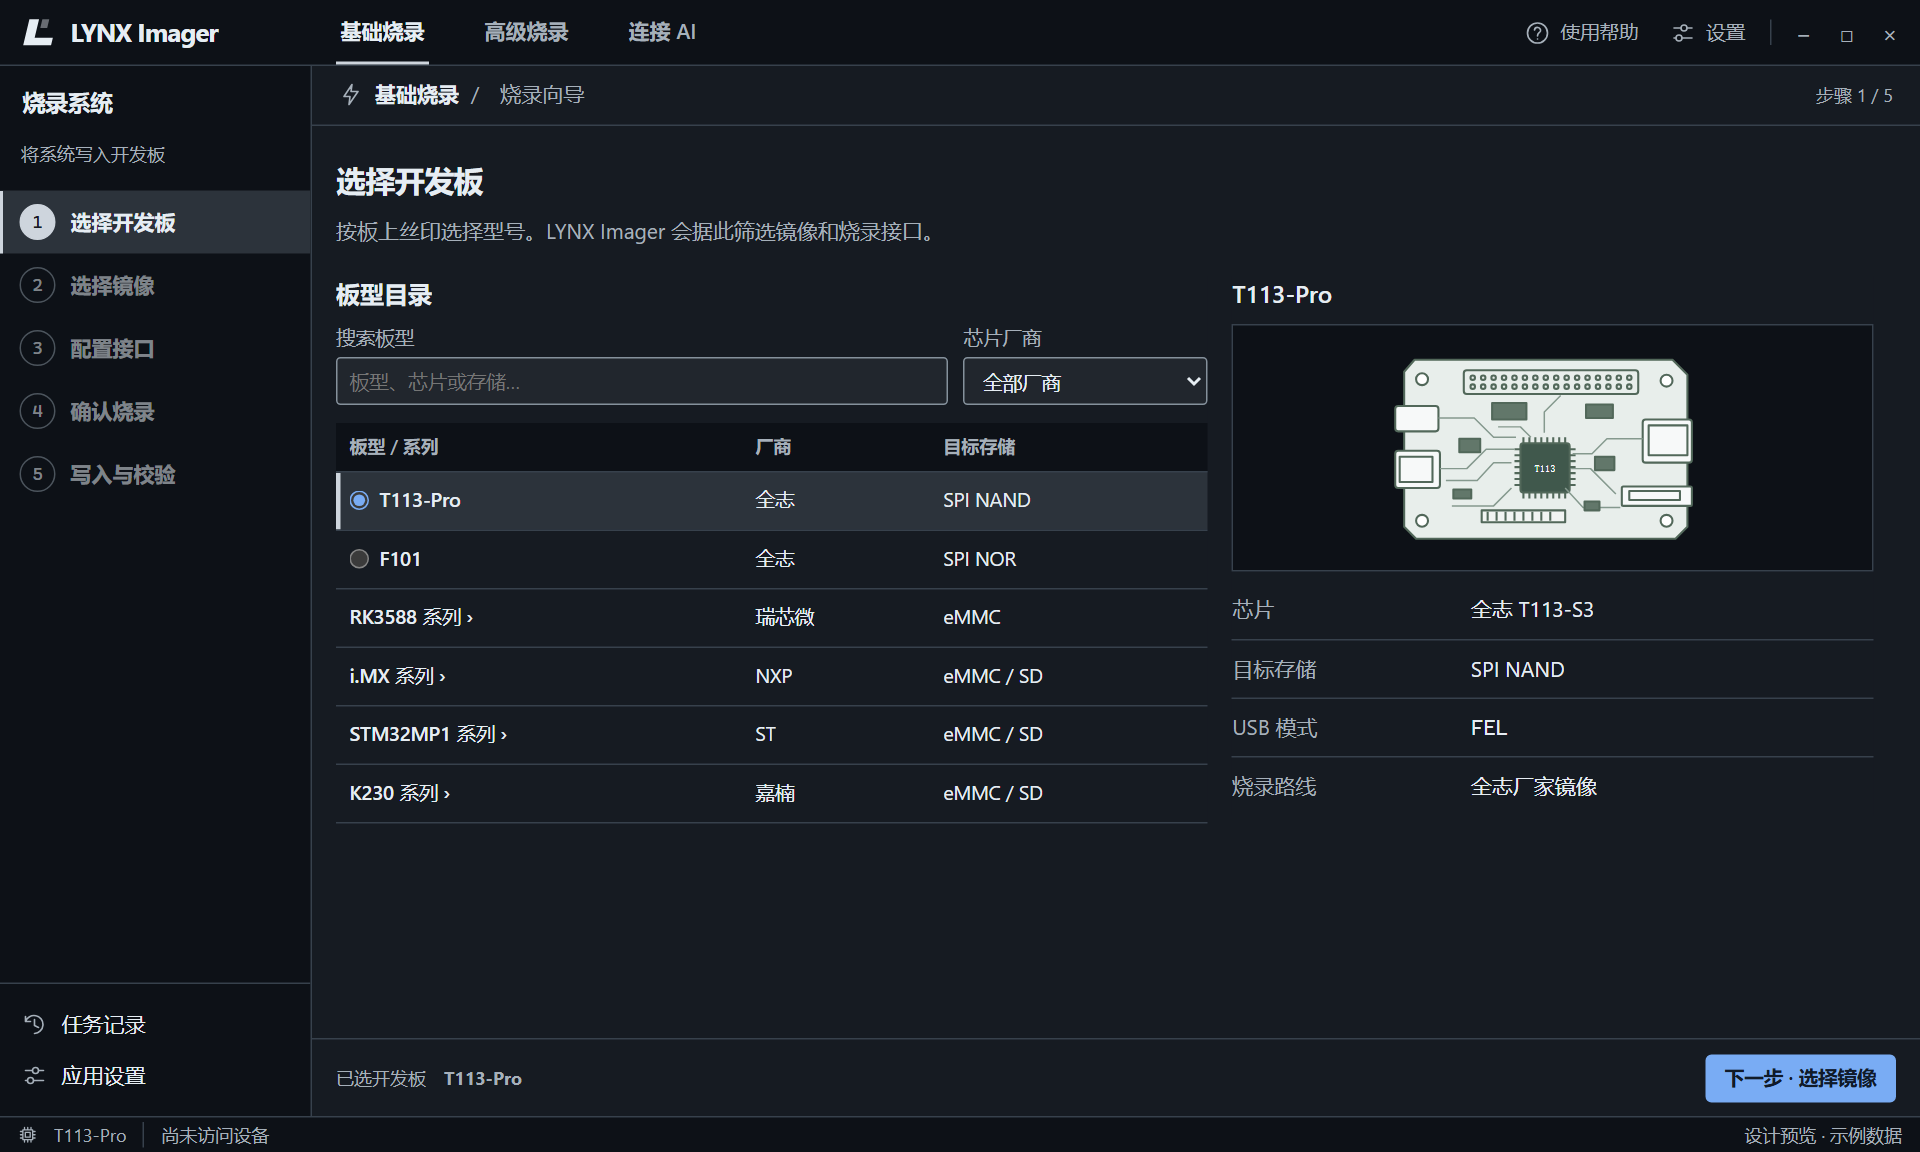 LYNX Imager
基础烧录
高级烧录
连接 AI
使用帮助
设置
烧录系统
将系统写入开发板
1 选择开发板
2 选择镜像
3 配置接口
4 确认烧录
5 写入与校验
任务记录
应用设置
基础烧录 / 烧录向导
步骤 1 / 5
选择开发板
按板上丝印选择型号。LYNX Imager 会据此筛选镜像和烧录接口。
板型目录
搜索板型
芯片厂商
板型、芯片或存储...
全部厂商
板型 / 系列 厂商 目标存储
T113-Pro 全志 SPI NAND
F101 全志 SPI NOR
RK3588 系列 › 瑞芯微 eMMC
i.MX 系列 › NXP eMMC / SD
STM32MP1 系列 › ST eMMC / SD
K230 系列 › 嘉楠 eMMC / SD
T113-Pro
T113
芯片 全志 T113-S3
目标存储 SPI NAND
USB 模式 FEL
烧录路线 全志厂家镜像
已选开发板 T113-Pro
下一步 · 选择镜像
T113-Pro
尚未访问设备
设计预览 · 示例数据